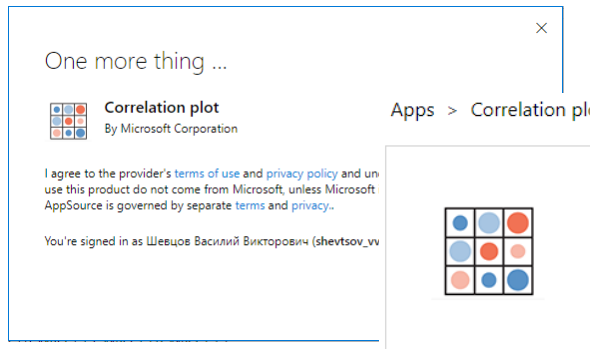 One more thing ...
Correlation plot
By Microsoft Corporation
Apps > Correlation
I agree to the provider's terms of use and privacy policy and
use this product do not come from Microsoft, unless Microsoft
AppSource is governed by separate terms and privacy..
You're signed in as Шевцов Василий Викторович (shevtsov_vv